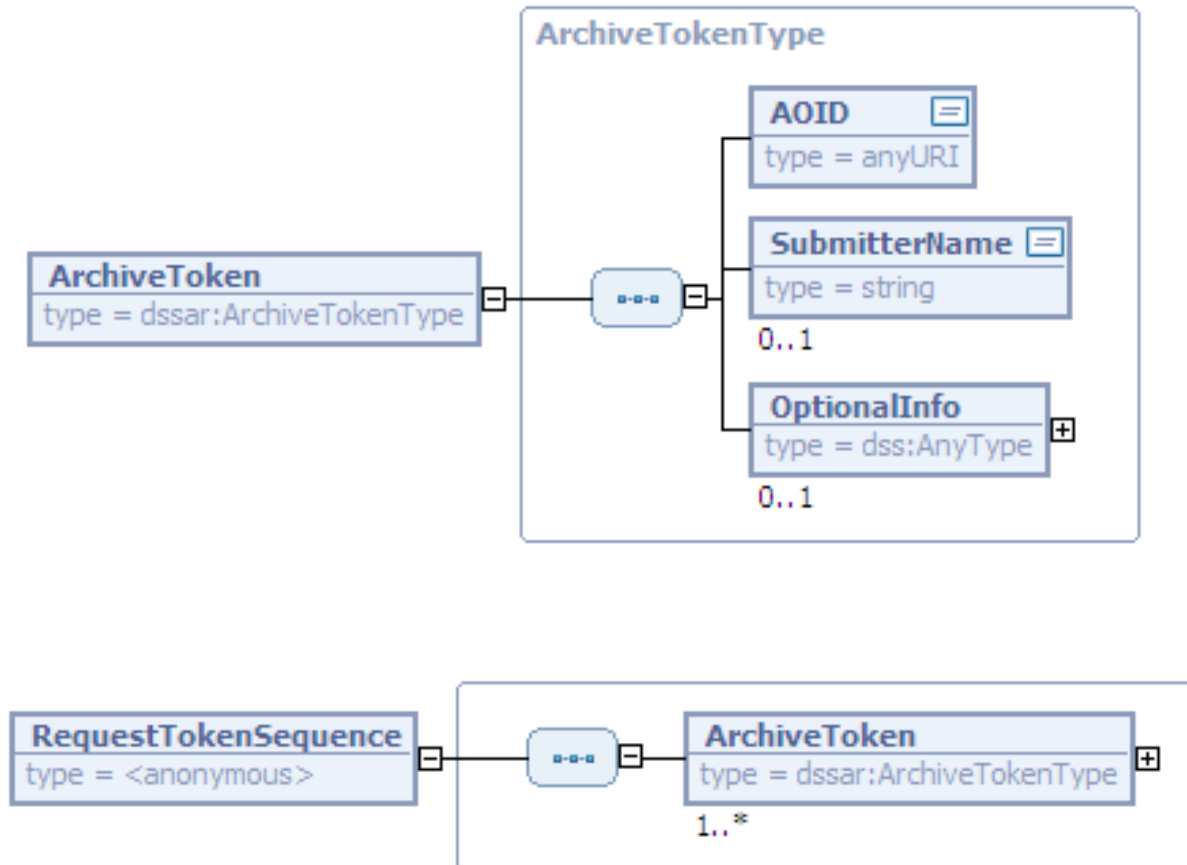 ArchiveTokenType
AOID
type = anyURI
SubmitterName
type = string
0..1
ArchiveToken
type = dssar:ArchiveTokenType
OptionalInfo
type = dss:AnyType
0..1
RequestTokenSequence
type = <anonymous>
ArchiveToken
type = dssar:ArchiveTokenType
1..*